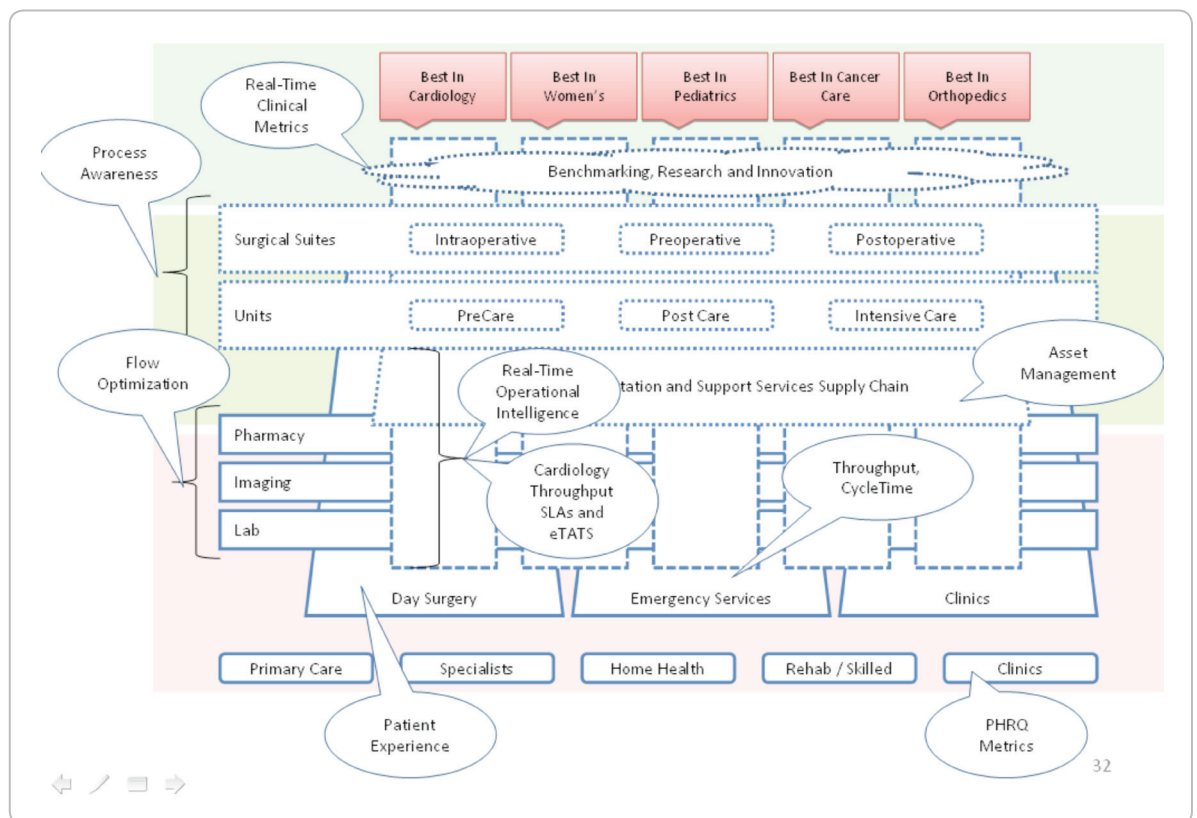 Real-Time
Clinical
Metrics
Best In
Cardiology
Best In
Women's
Best In
Pediatrics
Best In Cancer
Care
Best In
Orthopedics
Process
Awareness
Benchmarking, Research and Innovation
Surgical Suites
Intraoperative
Preoperative
Postoperative
Units
PreCare
Post Care
Intensive Care
Flow
Optimization
Real-Time
Operational
Intelligence
and Support Services Supply Chain
Asset
Management
Pharmacy
Imaging
Lab
Cardiology
Throughput
SLAs and
eTATS
Throughput,
CycleTime
Day Surgery
Emergency Services
Clinics
Primary Care
Specialists
Home Health
Rehab / Skilled
Clinics
Patient
Experience
PHRQ
Metrics
32